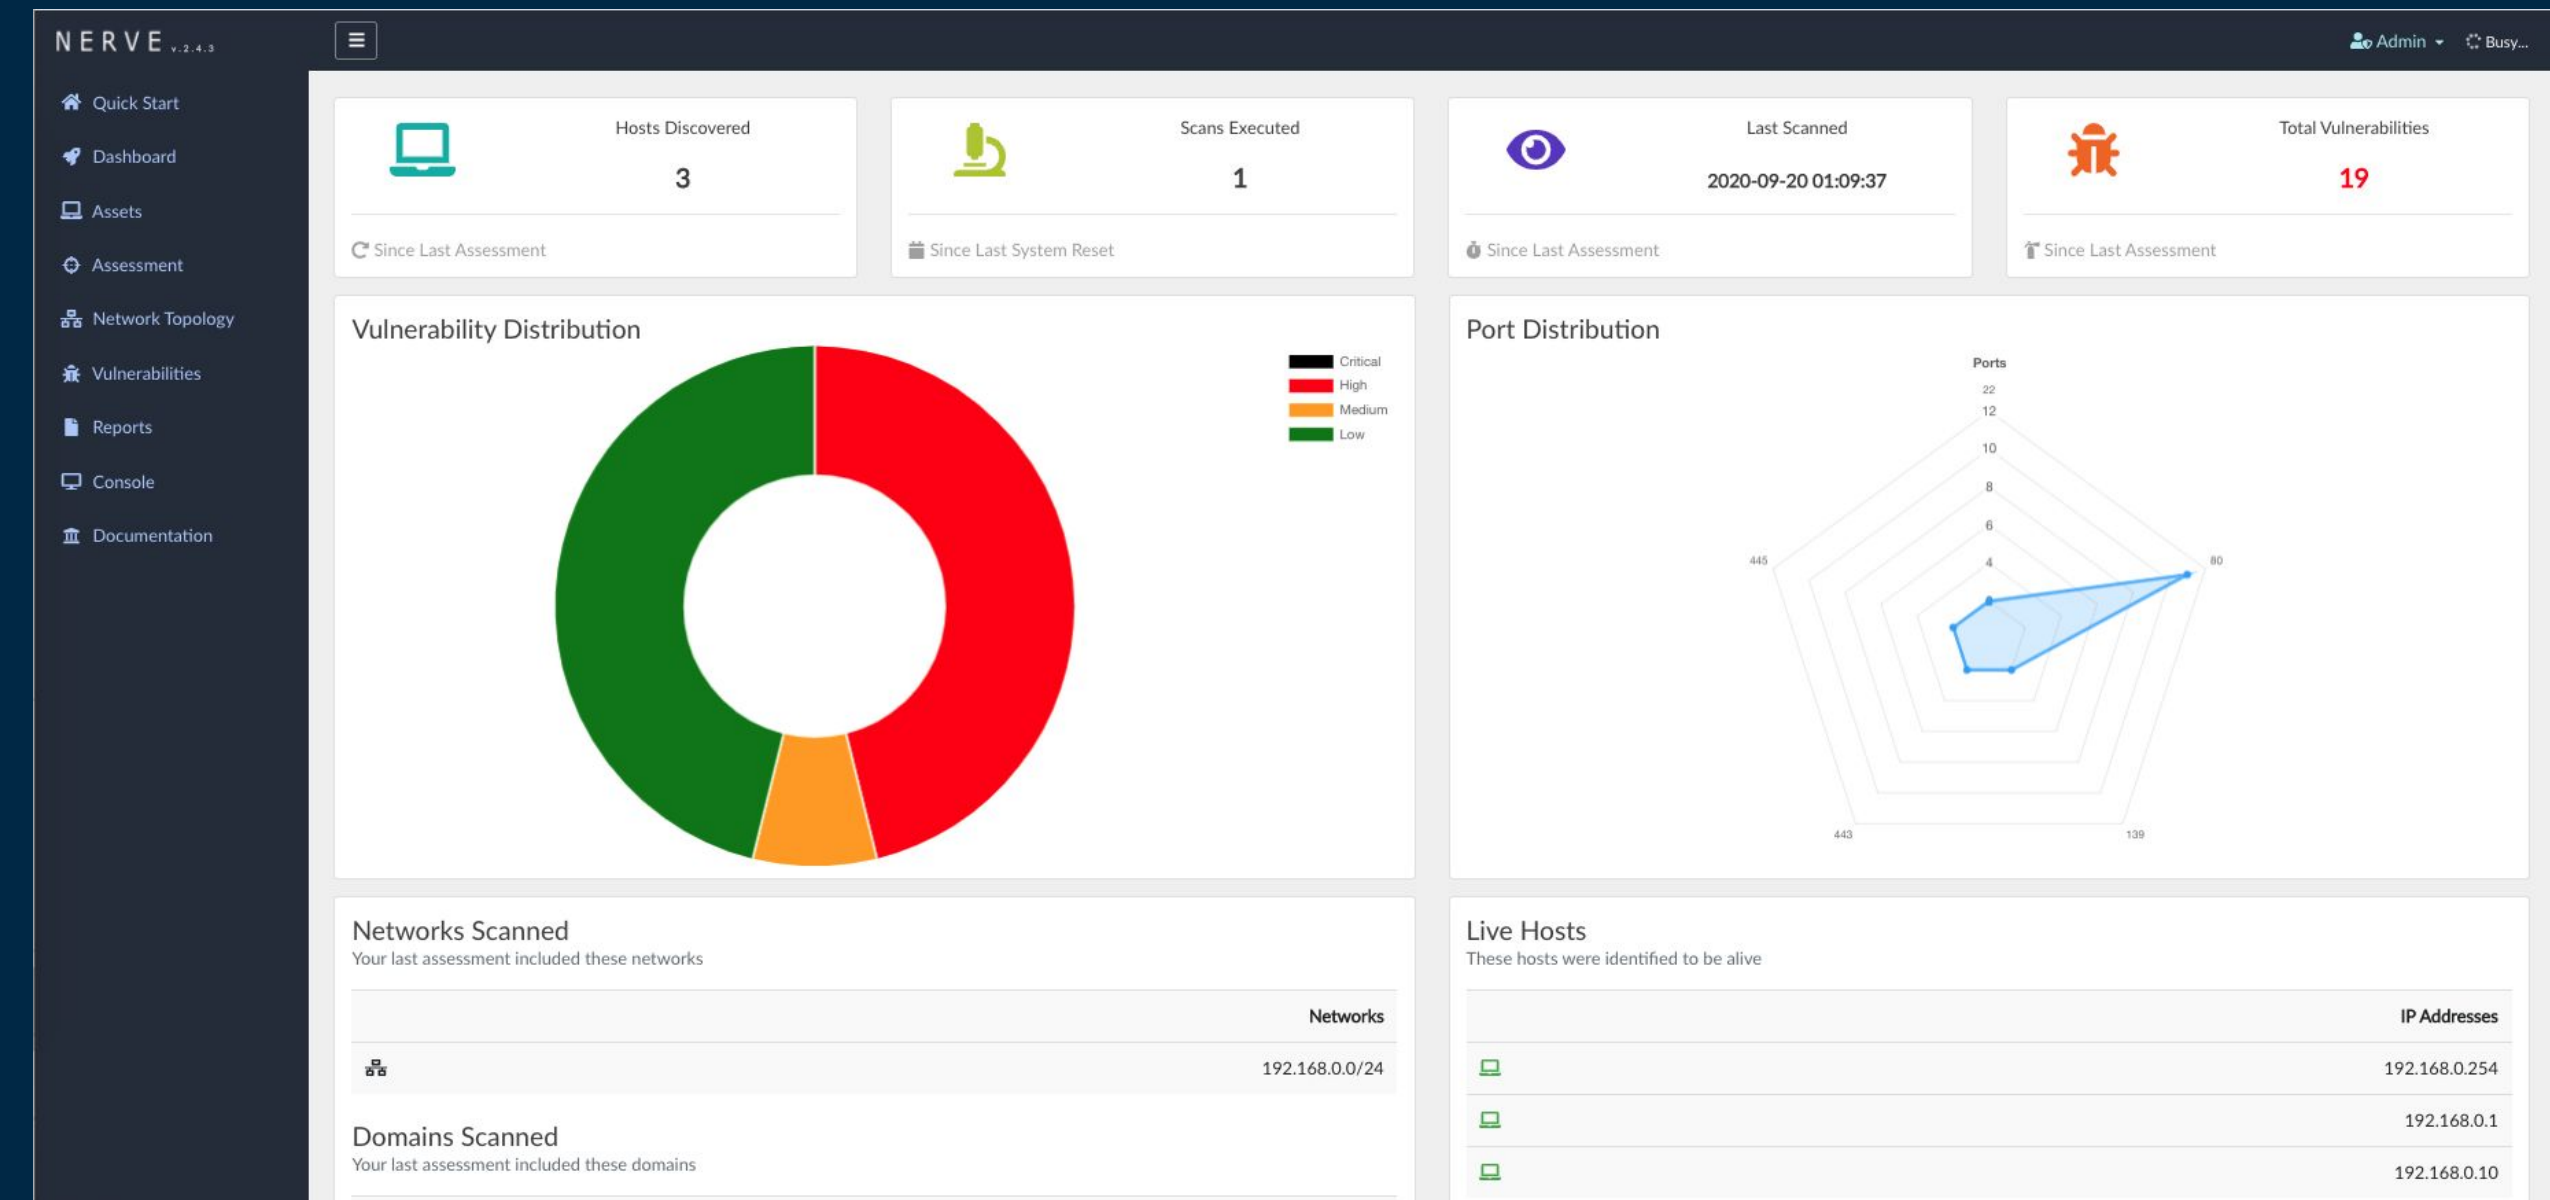 NERVE v.2.4.3
Admin
Busy...
Quick Start
Dashboard
Assets
Assessment
Network Topology
Vulnerabilities
Reports
Console
Documentation
Hosts Discovered
3
Since Last Assessment
Scans Executed
1
Since Last System Reset
Last Scanned
2020-09-20 01:09:37
Since Last Assessment
Total Vulnerabilities
19
Since Last Assessment
Vulnerability Distribution
Critical
High
Medium
Low
Port Distribution
Ports
22
12
10
8
6
4
445
80
443
139
Networks Scanned
Your last assessment included these networks
Networks
192.168.0.0/24
Domains Scanned
Your last assessment included these domains
Live Hosts
These hosts were identified to be alive
IP Addresses
192.168.0.254
192.168.0.1
192.168.0.10